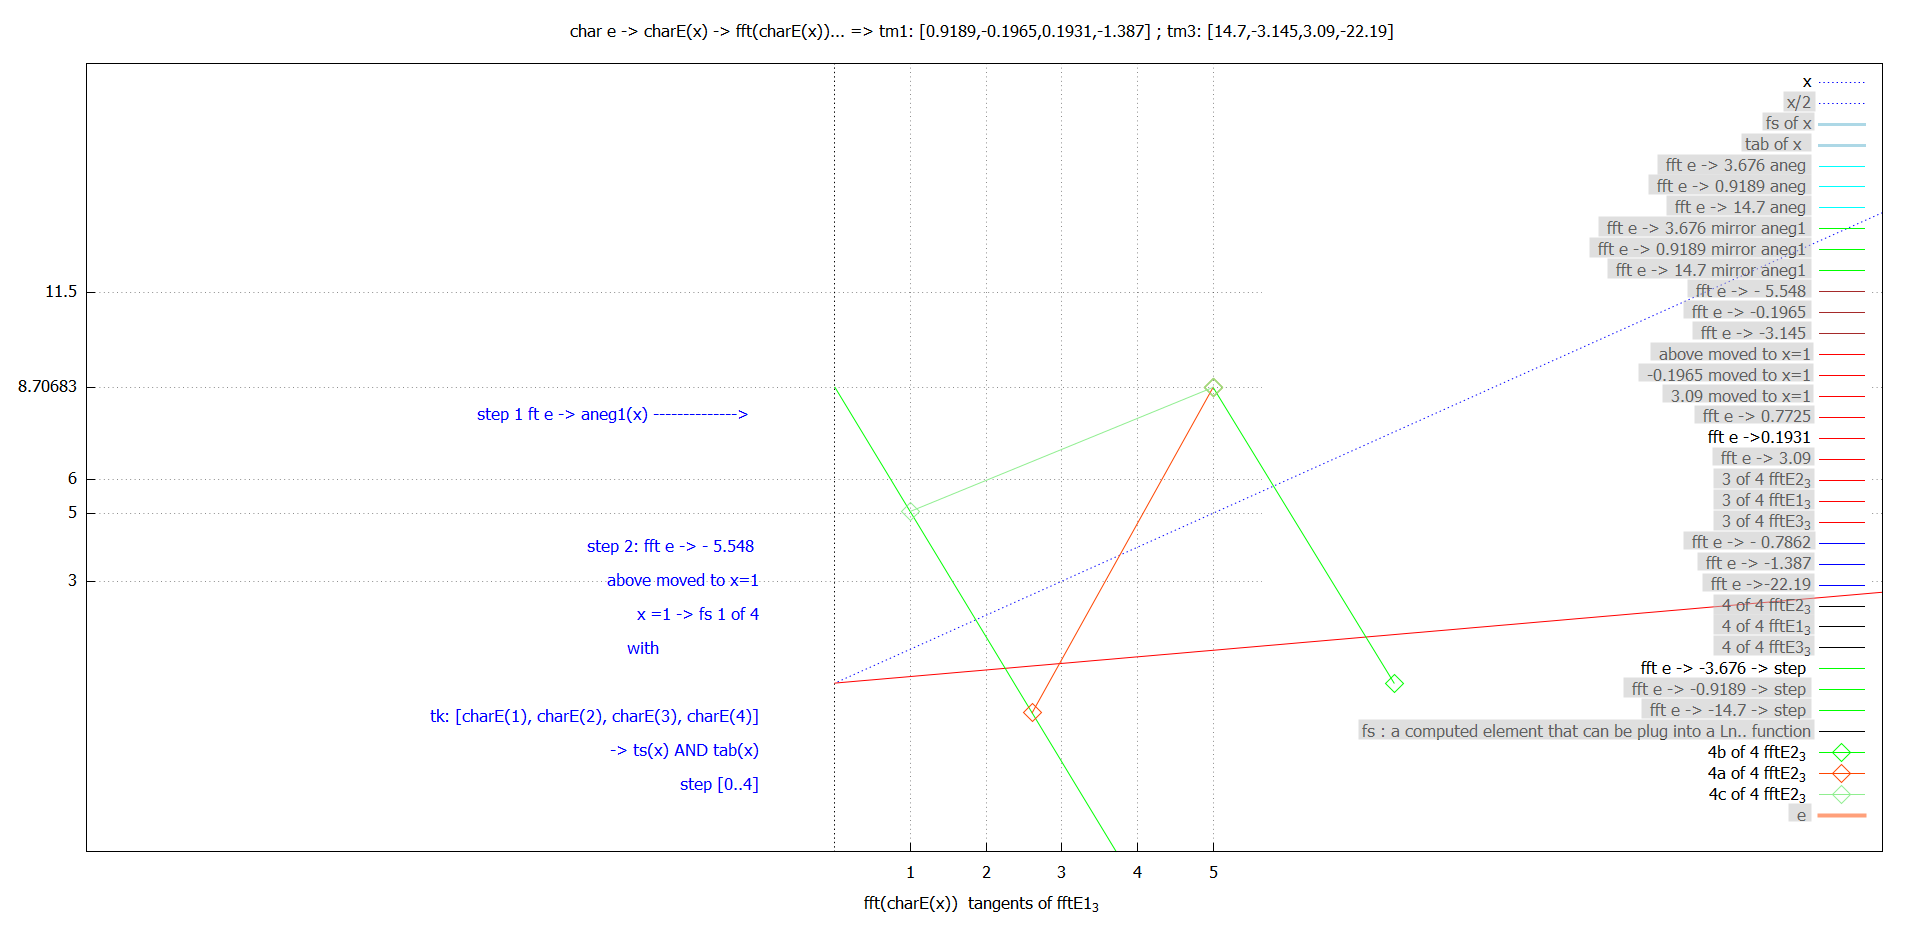 char e -> charE(x) -> fft(charE(x))... => tm1: [0.9189,-0.1965,0.1931,-1.387] ; tm3: [14.7,-3.145,3.09,-22.19]
x
x/2
fs of x
tab of x
fft e -> 3.676 aneg
fft e -> 0.9189 aneg
fft e -> 14.7 aneg
fft e -> 3.676 mirror aneg1
fft e -> 0.9189 mirror aneg1
fft e -> 14.7 mirror aneg1
fft e -> - 5.548
fft e -> -0.1965
fft e -> -3.145
above moved to x=1
-0.1965 moved to x=1
3.09 moved to x=1
fft e -> 0.7725
fft e ->0.1931
fft e -> 3.09
3 of 4 fftE2₃
3 of 4 fftE1₃
3 of 4 fftE3₃
fft e -> - 0.7862
fft e -> -1.387
fft e ->-22.19
4 of 4 fftE2₃
4 of 4 fftE1₃
4 of 4 fftE3₃
fft e -> -3.676 -> step
fft e -> -0.9189 -> step
fft e -> -14.7 -> step
fs : a computed element that can be plug into a Ln.. function
4b of 4 fftE2₃
4a of 4 fftE2₃
4c of 4 fftE2₃
e
11.5
8.70683
6
5
3
step 1 ft e -> aneg1(x) -------------->
step 2: fft e -> - 5.548
above moved to x=1
x =1 -> fs 1 of 4
with
tk: [charE(1), charE(2), charE(3), charE(4)]
-> ts(x) AND tab(x)
step [0..4]
1 2 3 4 5
fft(charE(x)) tangents of fftE1₃